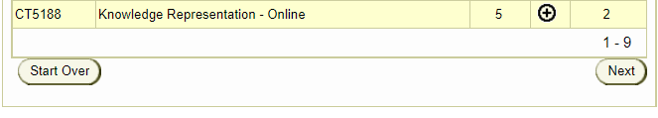 CT5188 Knowledge Representation - Online 5 2
1 - 9
Start Over Next